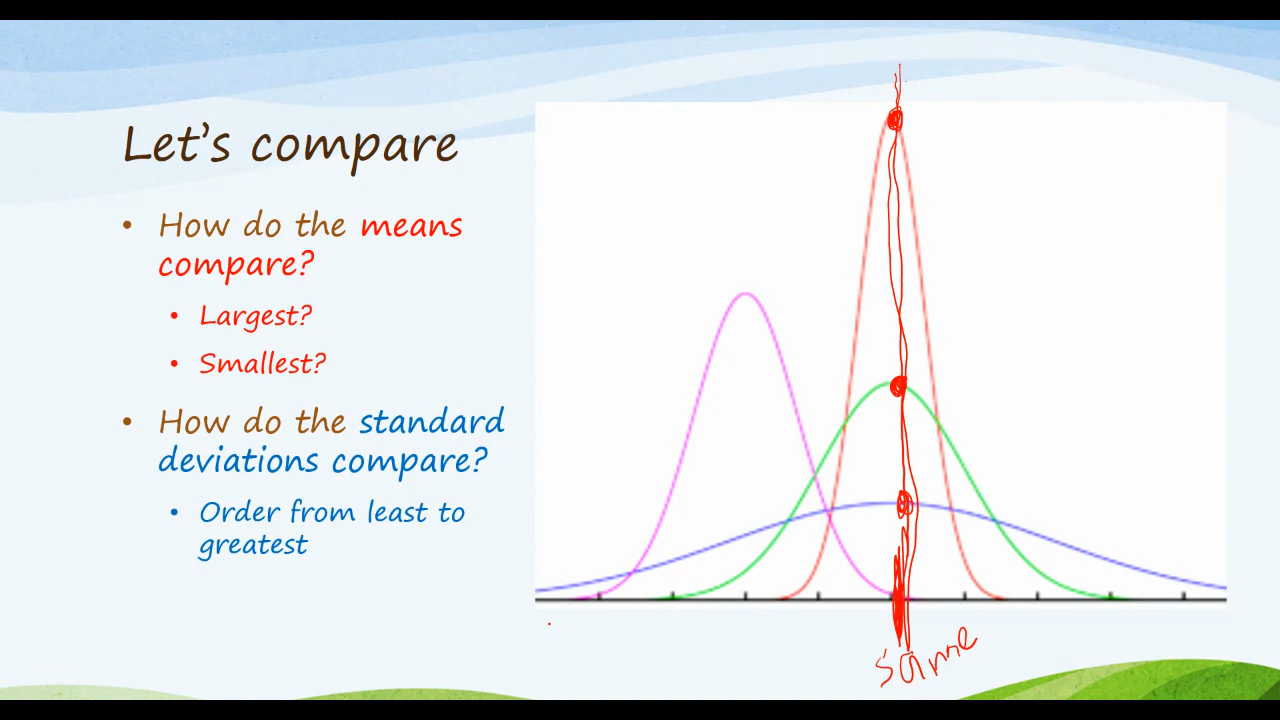 Let's compare
• How do the means
compare?
• Largest?
• Smallest?
• How do the standard
deviations compare?
• Order from least to
greatest
same